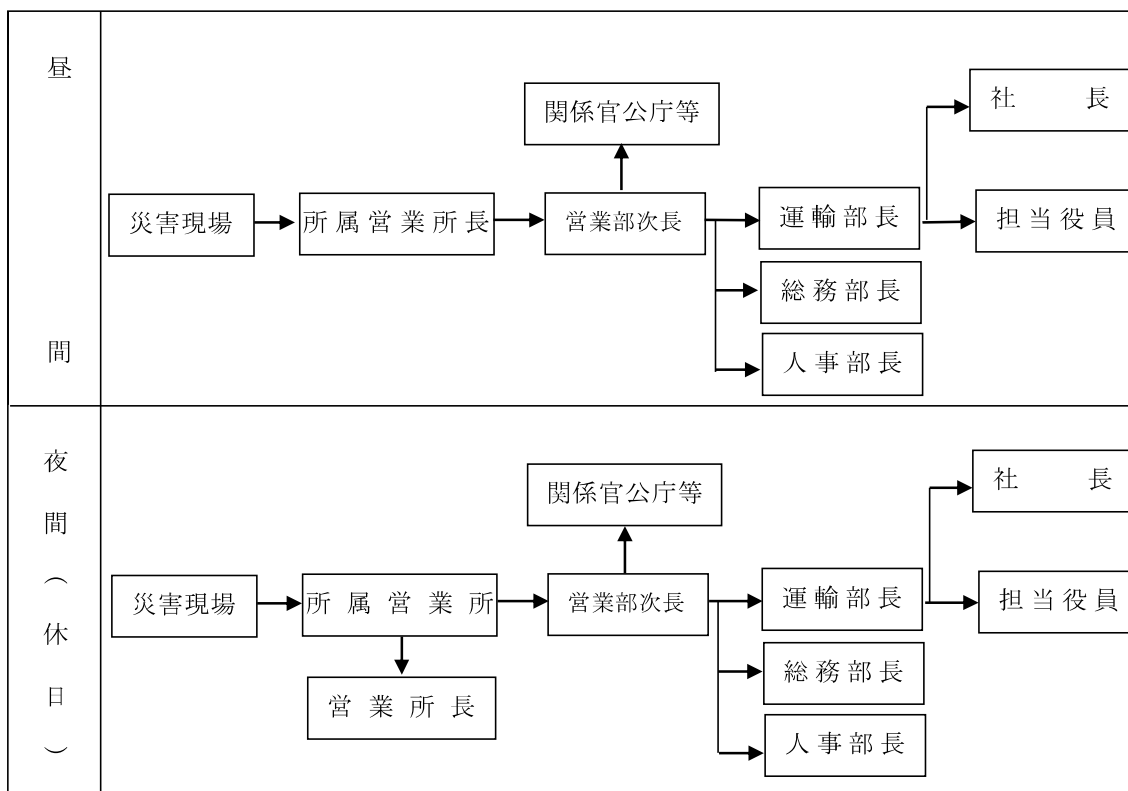 昼間
関係官公庁等
社長
災害現場
所属営業所長
営業部次長
運輸部長
担当役員
総務部長
人事部長
夜間(休日)
関係官公庁等
社長
災害現場
所属営業所
営業部次長
運輸部長
担当役員
営業所長
総務部長
人事部長